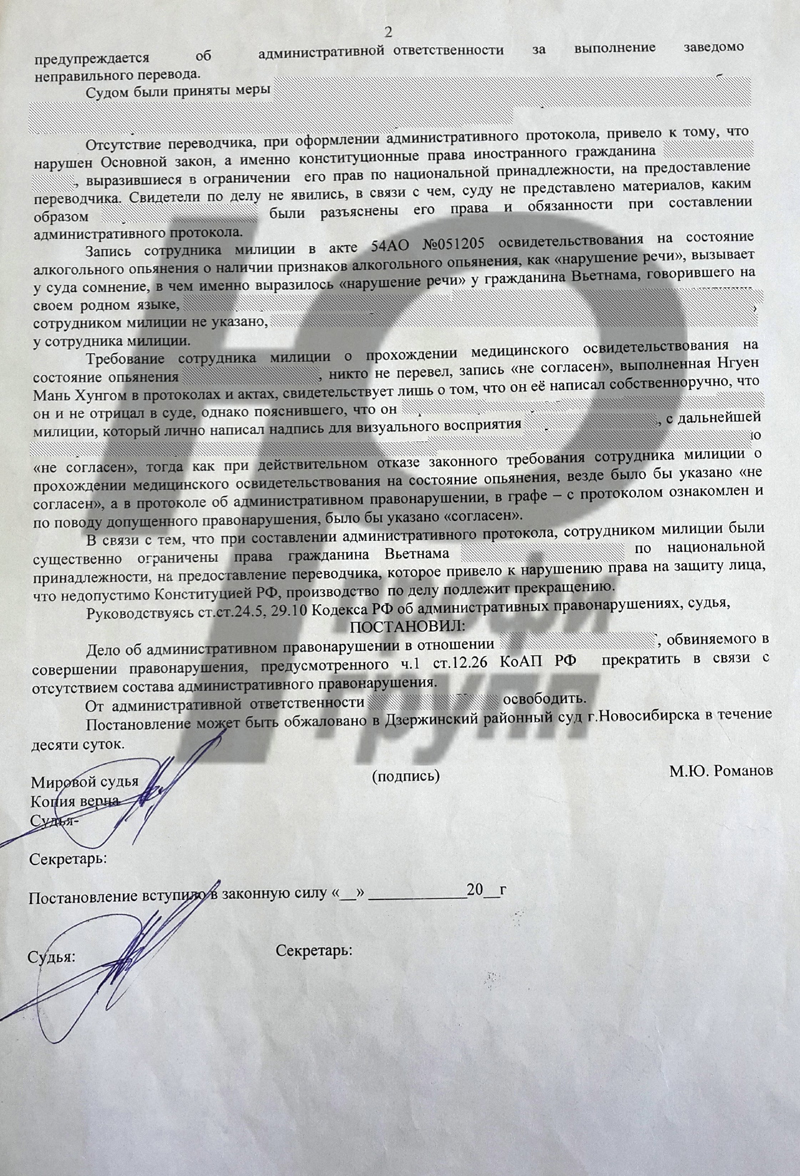 2
предупреждается об административной ответственности за выполнение заведомо
неправильного перевода.
Судом были приняты меры
Отсутствие переводчика, при оформлении административного протокола, привело к тому, что
нарушен Основной закон, а именно конституционные права иностранного гражданина
, выразившиеся в ограничении его прав по национальной принадлежности, на предоставление
переводчика. Свидетели по делу не явились, в связи с чем, суду не представлено материалов, каким
образом были разъяснены его права и обязанности при составлении
административного протокола.
Запись сотрудника милиции в акте 54АО №051205 освидетельствования на состояние
алкогольного опьянения о наличии признаков алкогольного опьянения, как «нарушение речи», вызывает
у суда сомнение, в чем именно выразилось «нарушение речи» у гражданина Вьетнама, говорившего на
своем родном языке,
сотрудником милиции не указано,
у сотрудника милиции.
Требование сотрудника милиции о прохождении медицинского освидетельствования на
состояние опьянения , никто не перевел, запись «не согласен», выполненная Нгуен
Мань Хунгом в протоколах и актах, свидетельствует лишь о том, что он её написал собственноручно, что
он и не отрицал в суде, однако пояснившего, что он
милиции, который лично написал надпись для визуального восприятия , с дальнейшей
«не согласен», тогда как при действительном отказе законного требования сотрудника милиции о
прохождении медицинского освидетельствования на состояние опьянения, везде было бы указано «не
согласен», а в протоколе об административном правонарушении, в графе – с протоколом ознакомлен и
по поводу допущенного правонарушения, было бы указано «согласен».
В связи с тем, что при составлении административного протокола, сотрудником милиции были
существенно ограничены права гражданина Вьетнама по национальной
принадлежности, на предоставление переводчика, которое привело к нарушению права на защиту лица,
что недопустимо Конституцией РФ, производство по делу подлежит прекращению.
Руководствуясь ст.ст.24.5, 29.10 Кодекса РФ об административных правонарушениях, судья,
ПОСТАНОВИЛ:
Дело об административном правонарушении в отношении , обвиняемого в
совершении правонарушения, предусмотренного ч.1 ст.12.26 КоАП РФ прекратить в связи с
отсутствием состава административного правонарушения.
От административной ответственности освободить.
Постановление может быть обжаловано в Дзержинский районный суд г.Новосибирска в течение
десяти суток.
Мировой судья (подпись) М.Ю. Романов
Копия верна
Судья-
Секретарь:
Постановление вступило в законную силу «__» ____________20__г
Судья: Секретарь: